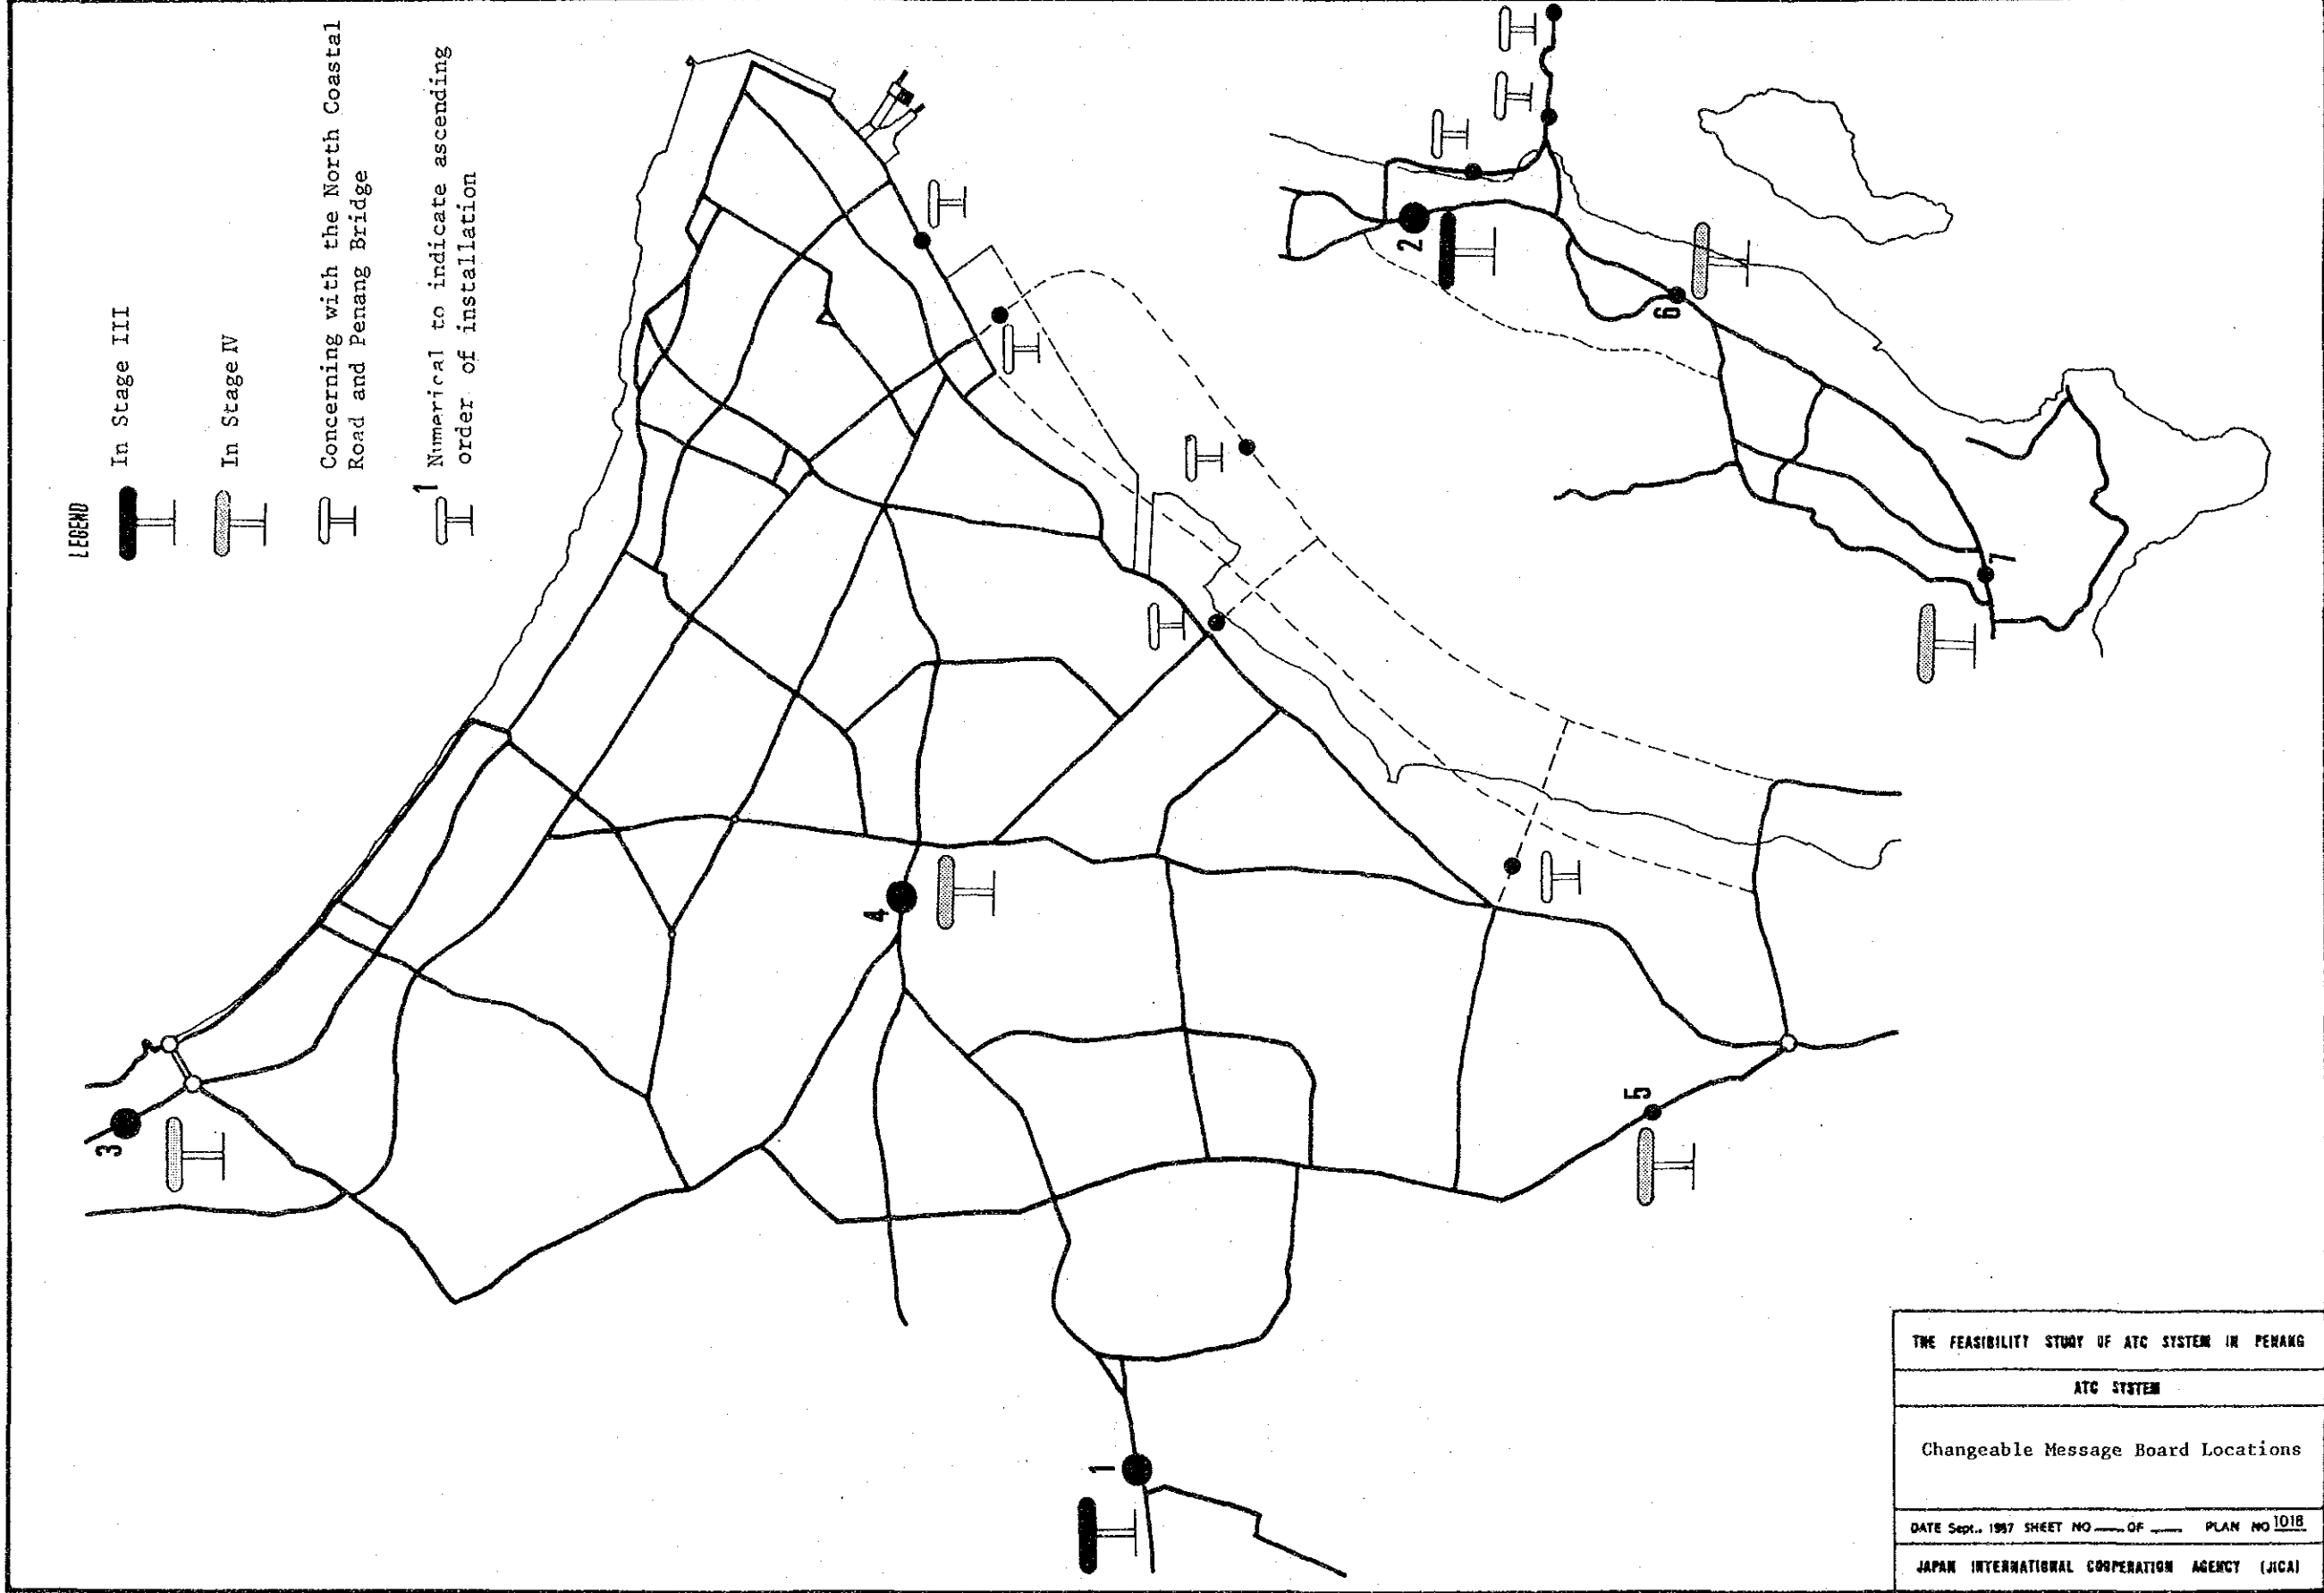 LEGEND
In Stage III
In Stage IV
Concerning with the North Coastal
Road and Penang Bridge
1
Numerical to indicate ascending
order of installation
2
6
7
3
4
5
1
THE FEASIBILITY STUDY OF ATC SYSTEM IN PENANG
ATC SYSTEM
Changeable Message Board Locations
DATE Sept., 1987 SHEET NO — OF — PLAN NO 1018
JAPAN INTERNATIONAL COOPERATION AGENCY (JICA)